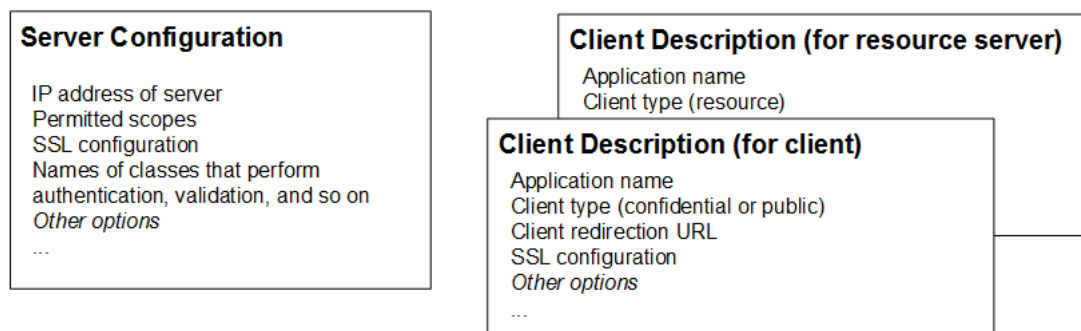 Server Configuration
IP address of server
Permitted scopes
SSL configuration
Names of classes that perform
authentication, validation, and so on
Other options
...
Client Description (for resource server)
Application name
Client type (resource)
Client Description (for client)
Application name
Client type (confidential or public)
Client redirection URL
SSL configuration
Other options
...